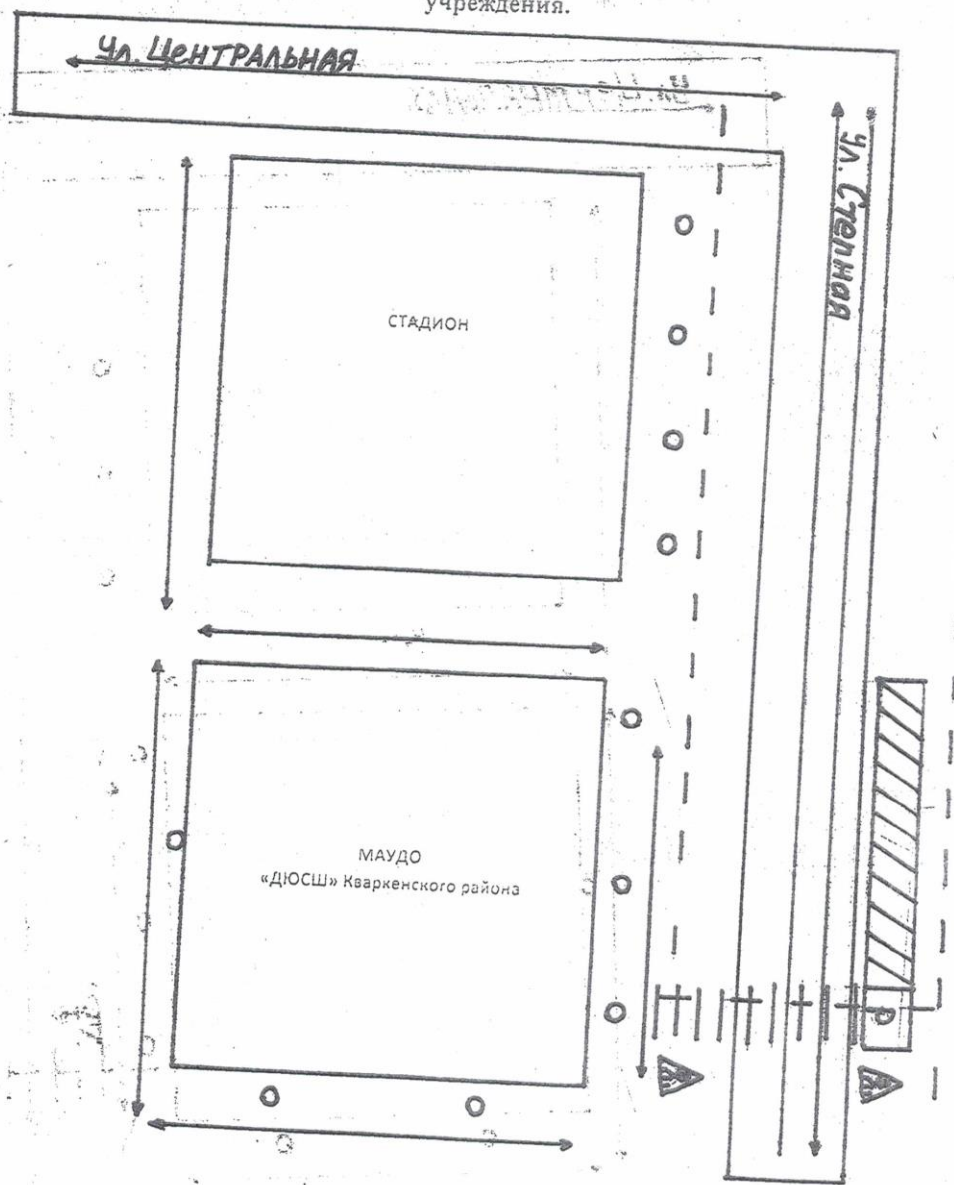 учреждения.
Ул. ЦЕНТРАЛЬНАЯ
Ул. Степная
СТАДИОН
МАУДО
«ДЮСШ» Кваркенского района
P